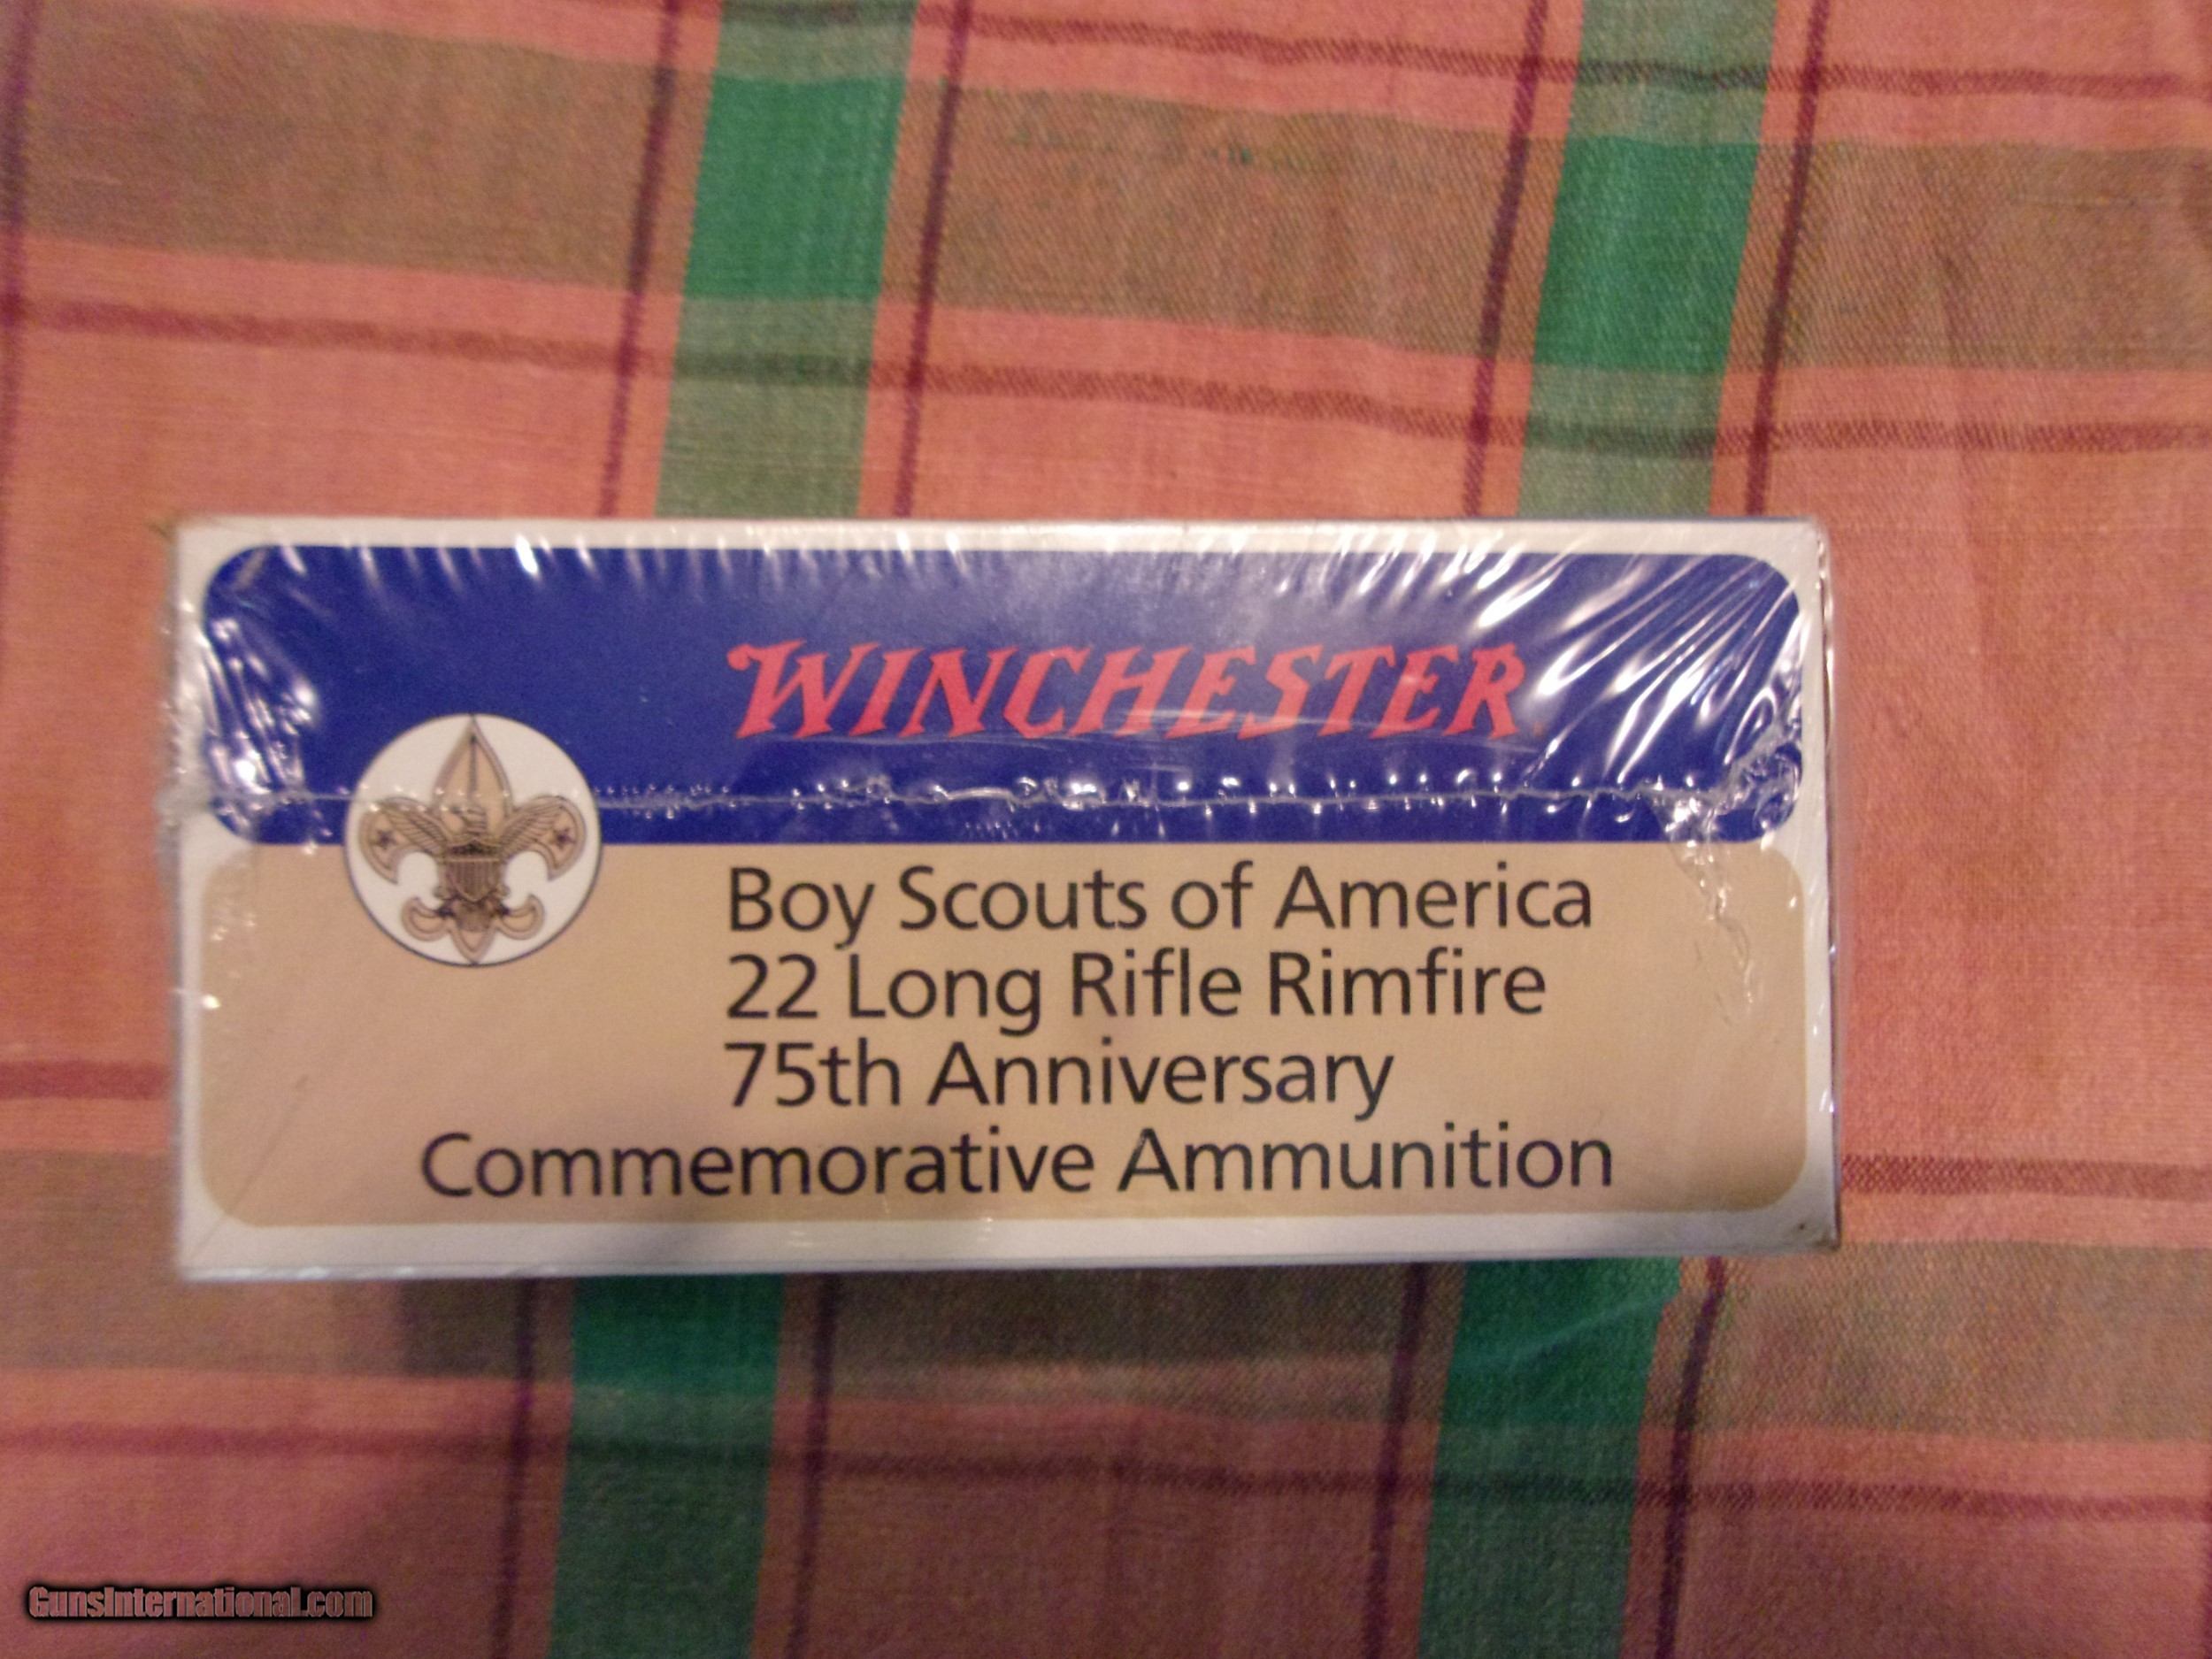 WINCHESTER
Boy Scouts of America
22 Long Rifle Rimfire
75th Anniversary
Commemorative Ammunition
GunsInternational.com